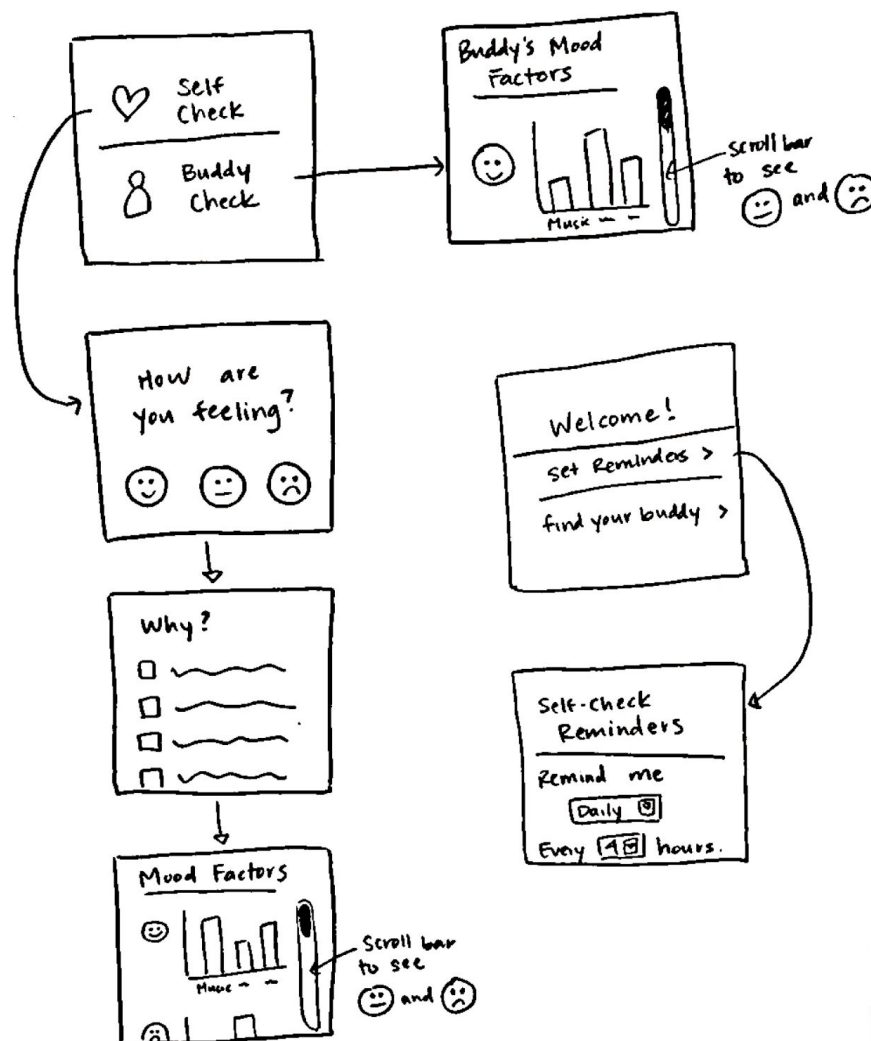 Self
Check
Buddy
Check
Buddy's Mood
Factors
Music
scroll bar
to see
and
How are
you feeling?
Welcome!
set Reminders >
find your buddy >
Why?
Self-Check
Reminders
Remind me
Daily
Every 4 hours.
Mood Factors
Music
scroll bar
to see
and